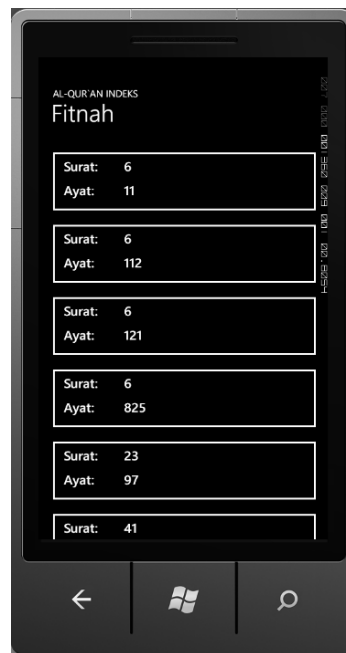 AL-QUR'AN INDEKS
Fitnah
Surat: 6
Ayat: 11
Surat: 6
Ayat: 112
Surat: 6
Ayat: 121
Surat: 6
Ayat: 825
Surat: 23
Ayat: 97
Surat: 41